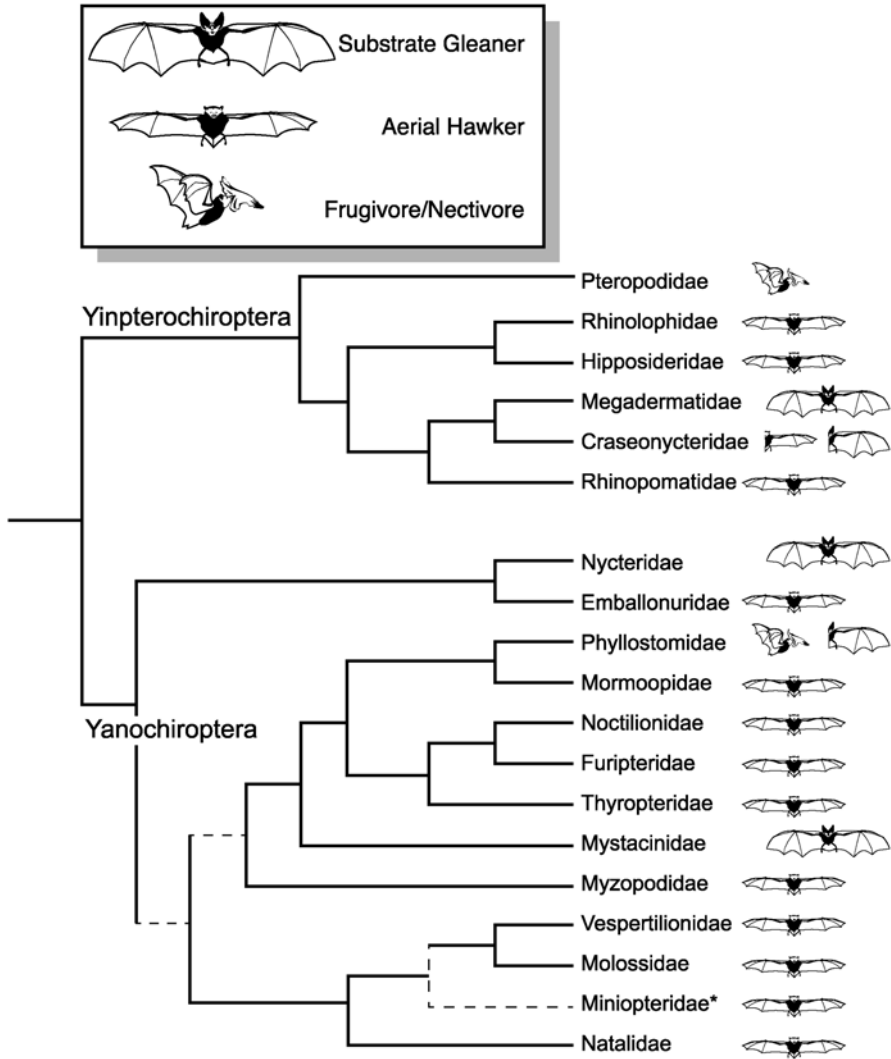 Substrate Gleaner
Aerial Hawker
Frugivore/Nectivore
Yinpterochiroptera
Pteropodidae
Rhinolophidae
Hipposideridae
Megadermatidae
Craseonycteridae
Rhinopomatidae
Yanochiroptera
Nycteridae
Emballonuridae
Phyllostomidae
Mormoopidae
Noctilionidae
Furipteridae
Thyropteridae
Mystacinidae
Myzopodidae
Vespertilionidae
Molossidae
Miniopteridae*
Natalidae